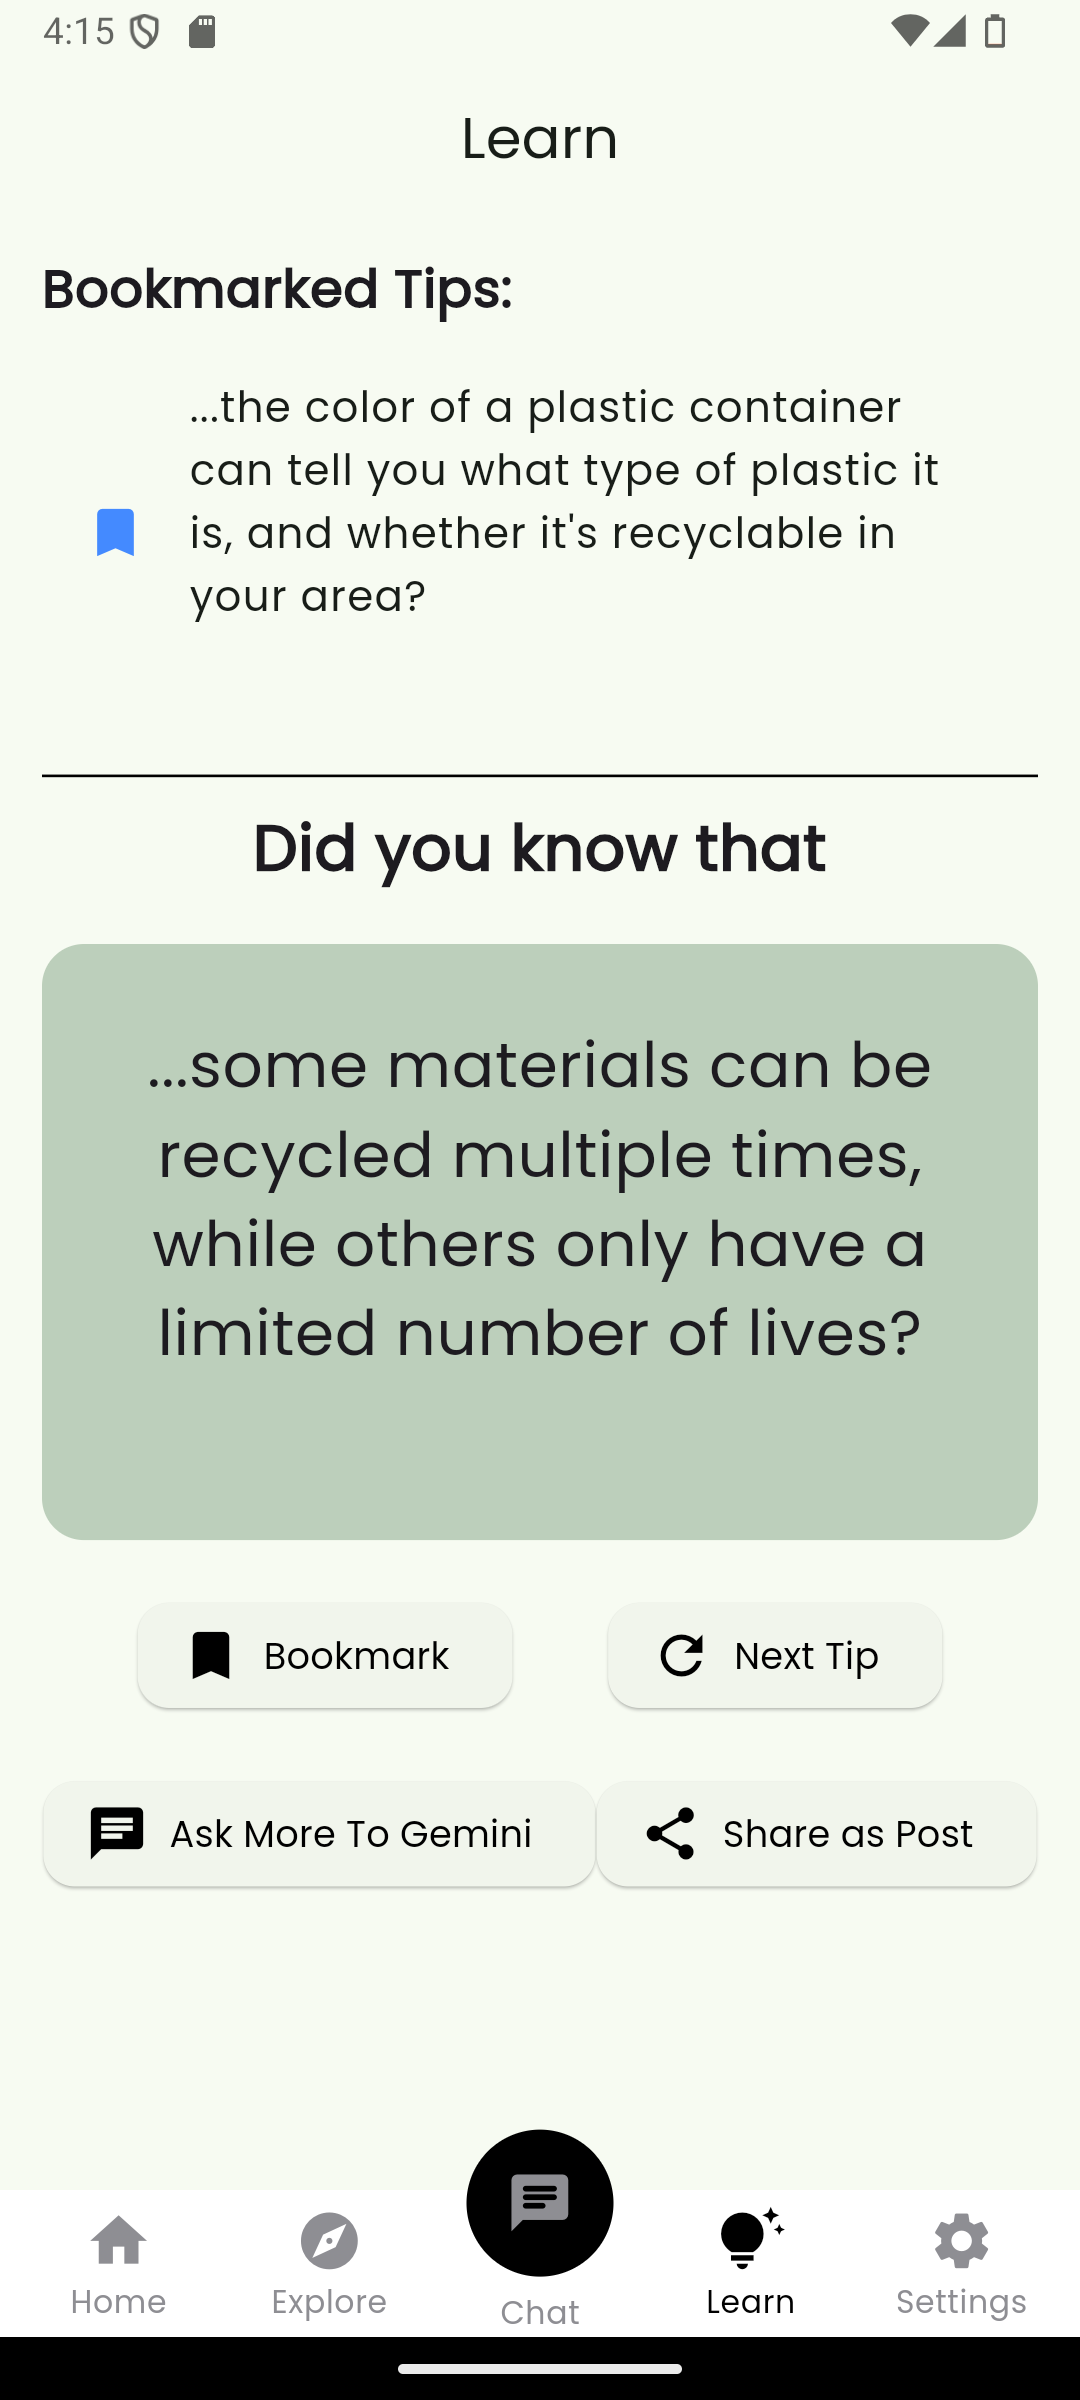 4:15
Learn
Bookmarked Tips:
...the color of a plastic container
can tell you what type of plastic it
is, and whether it's recyclable in
your area?
Did you know that
...some materials can be
recycled multiple times,
while others only have a
limited number of lives?
Bookmark
Next Tip
Ask More To Gemini
Share as Post
Home
Explore
Chat
Learn
Settings